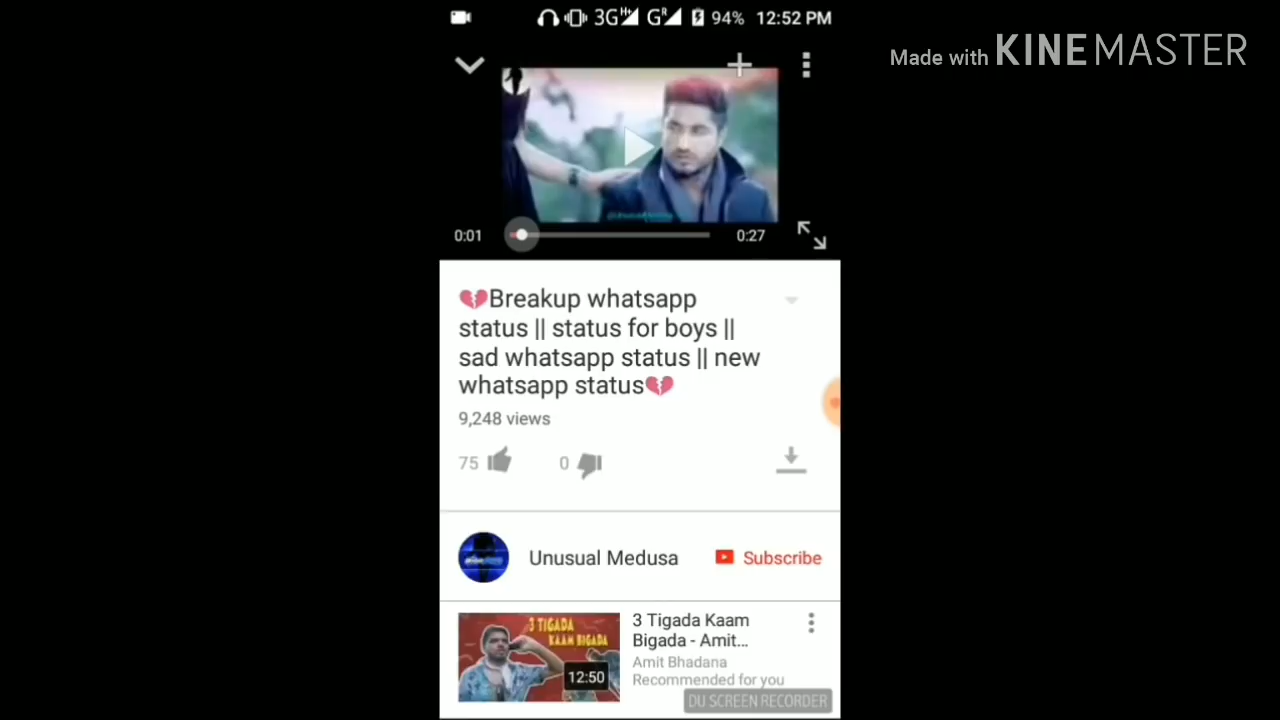 3G H+ G R 94% 12:52 PM
Made with KINEMASTER
0:01
0:27
💔Breakup whatsapp
status || status for boys ||
sad whatsapp status || new
whatsapp status💔
9,248 views
75
0
Unusual Medusa
Subscribe
3 TIGADA
KAAM BIGADA
12:50
3 Tigada Kaam
Bigada - Amit...
Amit Bhadana
Recommended for you
DU SCREEN RECORDER